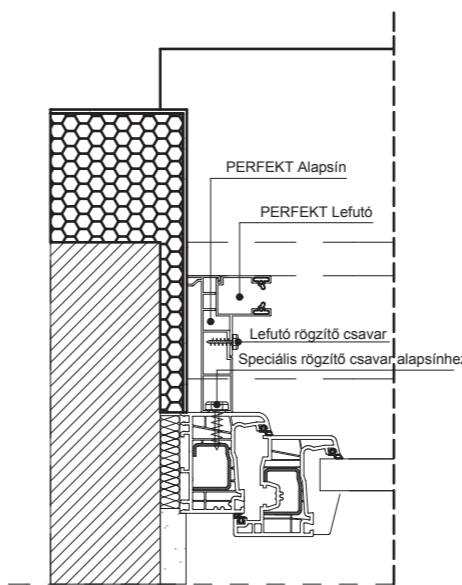 PERFEKT Alapsín
PERFEKT Lefutó
Lefutó rögzítő csavar
Speciális rögzítő csavar alapsínhez